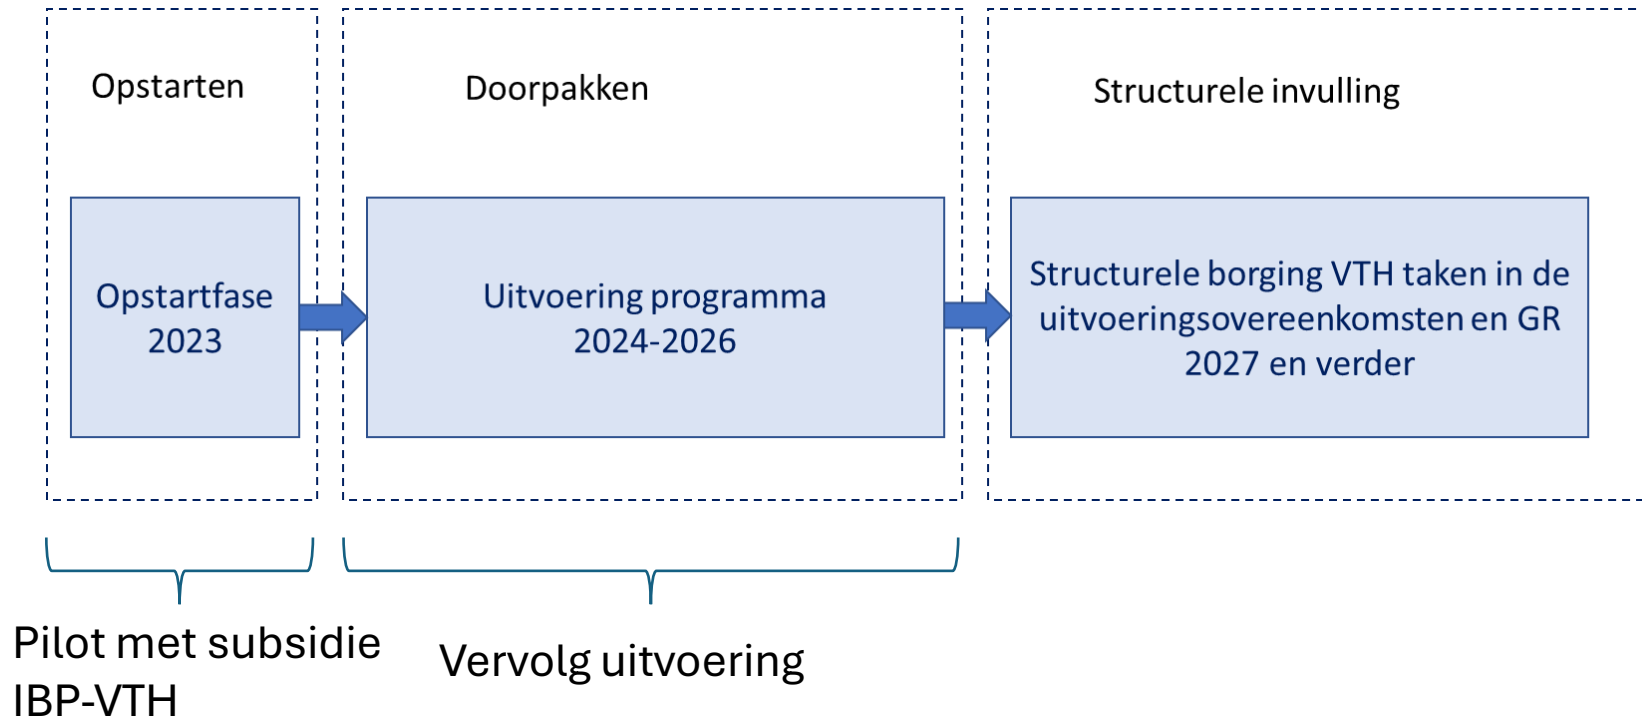 Opstarten
Doorpakken
Structurele invulling
Opstartfase
2023
Uitvoering programma
2024-2026
Structurele borging VTH taken in de
uitvoeringsovereenkomsten en GR
2027 en verder
Pilot met subsidie
IBP-VTH
Vervolg uitvoering